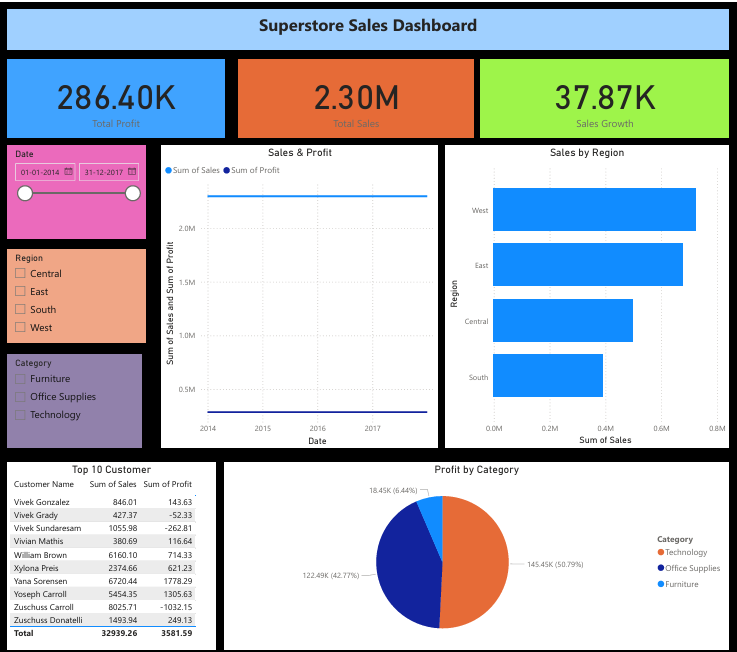 Superstore Sales Dashboard
286.40K
Total Profit
2.30M
Total Sales
37.87K
Sales Growth
Date
01-01-2014 31-12-2017
Region
Central
East
South
West
Category
Furniture
Office Supplies
Technology
Sales & Profit
Sum of Sales Sum of Profit
Sum of Sales and Sum of Profit
2.0M
1.5M
1.0M
0.5M
2014 2015 2016 2017
Date
Sales by Region
Region
West
East
Central
South
0.0M 0.2M 0.4M 0.6M 0.8M
Sum of Sales
Top 10 Customer
Customer Name Sum of Sales Sum of Profit
Vivek Gonzalez 846.01 143.63
Vivek Grady 427.37 -52.33
Vivek Sundaresam 1055.98 -262.81
Vivian Mathis 380.69 116.64
William Brown 6160.10 714.33
Xylona Preis 2374.66 621.23
Yana Sorensen 6720.44 1778.29
Yoseph Carroll 5454.35 1305.63
Zuschuss Carroll 8025.71 -1032.15
Zuschuss Donatelli 1493.94 249.13
Total 32939.26 3581.59
Profit by Category
18.45K (6.44%)
122.49K (42.77%)
145.45K (50.79%)
Category
Technology
Office Supplies
Furniture